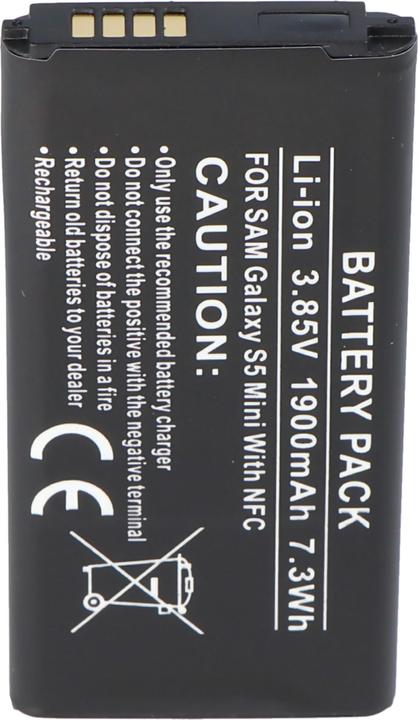 BATTERY PACK
Li-ion 3.85V 1900mAh 7.3Wh
FOR SAM Galaxy S5 Mini With NFC
CAUTION:
•Only use the recommended battery charger
•Do not connect the positive with the negative terminal
•Do not dispose of batteries in a fire
•Return old batteries to your dealer
•Rechargeable
CE